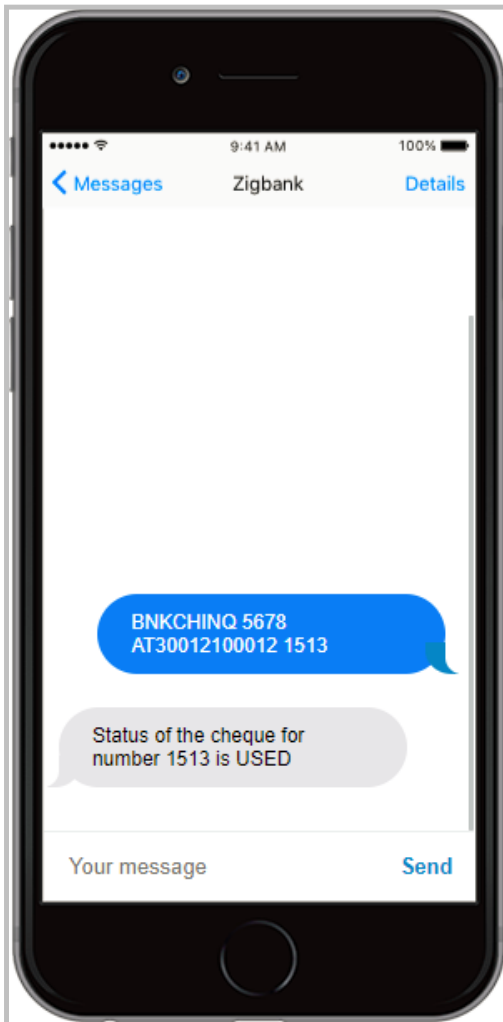 9:41 AM
100%
Messages
Zigbank
Details
BNKCHINQ 5678
AT30012100012 1513
Status of the cheque for
number 1513 is USED
Your message
Send